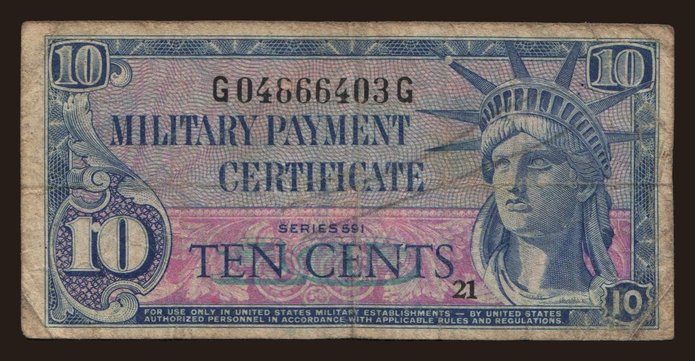 10
10
G04866403G
MILITARY PAYMENT
CERTIFICATE
SERIES 591
10
TEN CENTS
21
10
FOR USE ONLY IN UNITED STATES MILITARY ESTABLISHMENTS — BY UNITED STATES
AUTHORIZED PERSONNEL IN ACCORDANCE WITH APPLICABLE RULES AND REGULATIONS.